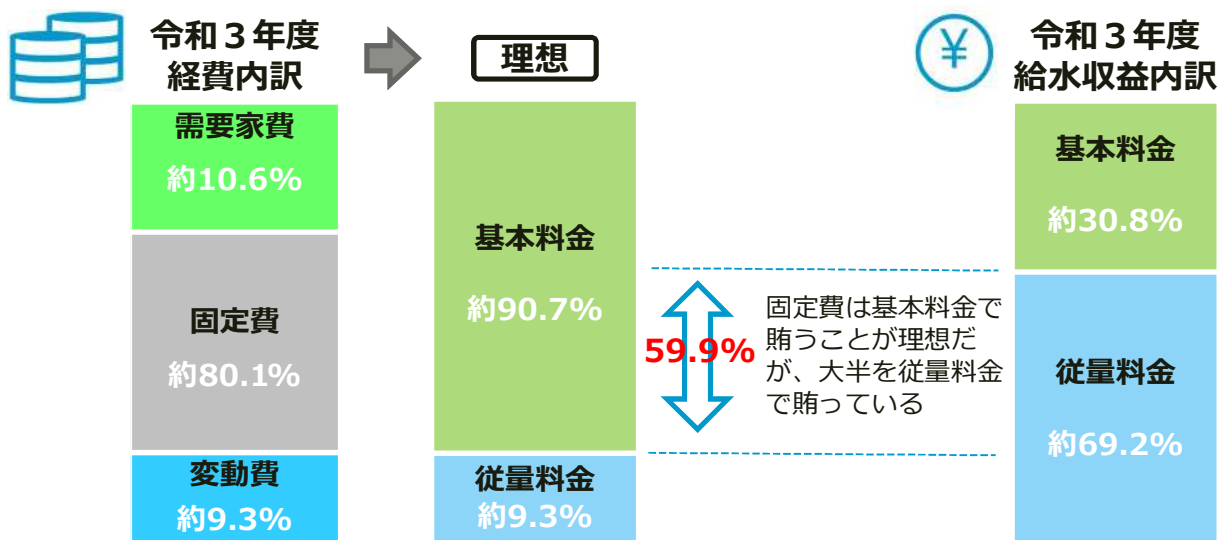 令和３年度
経費内訳
需要家費
約10.6%
固定費
約80.1%
変動費
約9.3%
理想
基本料金
約90.7%
従量料金
約9.3%
59.9%
固定費は基本料金で
賄うことが理想だ
が、大半を従量料金
で賄っている
¥
令和３年度
給水収益内訳
基本料金
約30.8%
従量料金
約69.2%